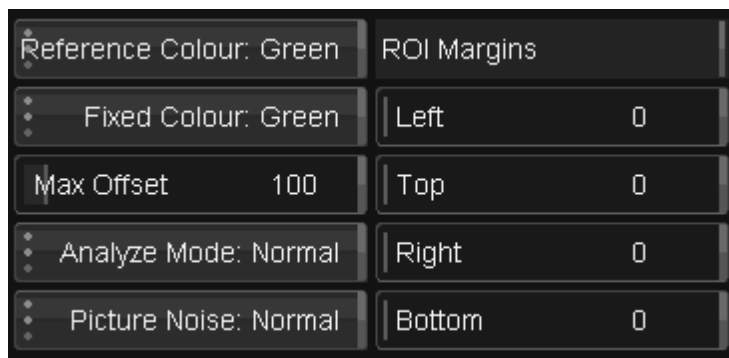 Reference Colour: Green
ROI Margins
Fixed Colour: Green
Left 0
Max Offset 100
Top 0
Analyze Mode: Normal
Right 0
Picture Noise: Normal
Bottom 0